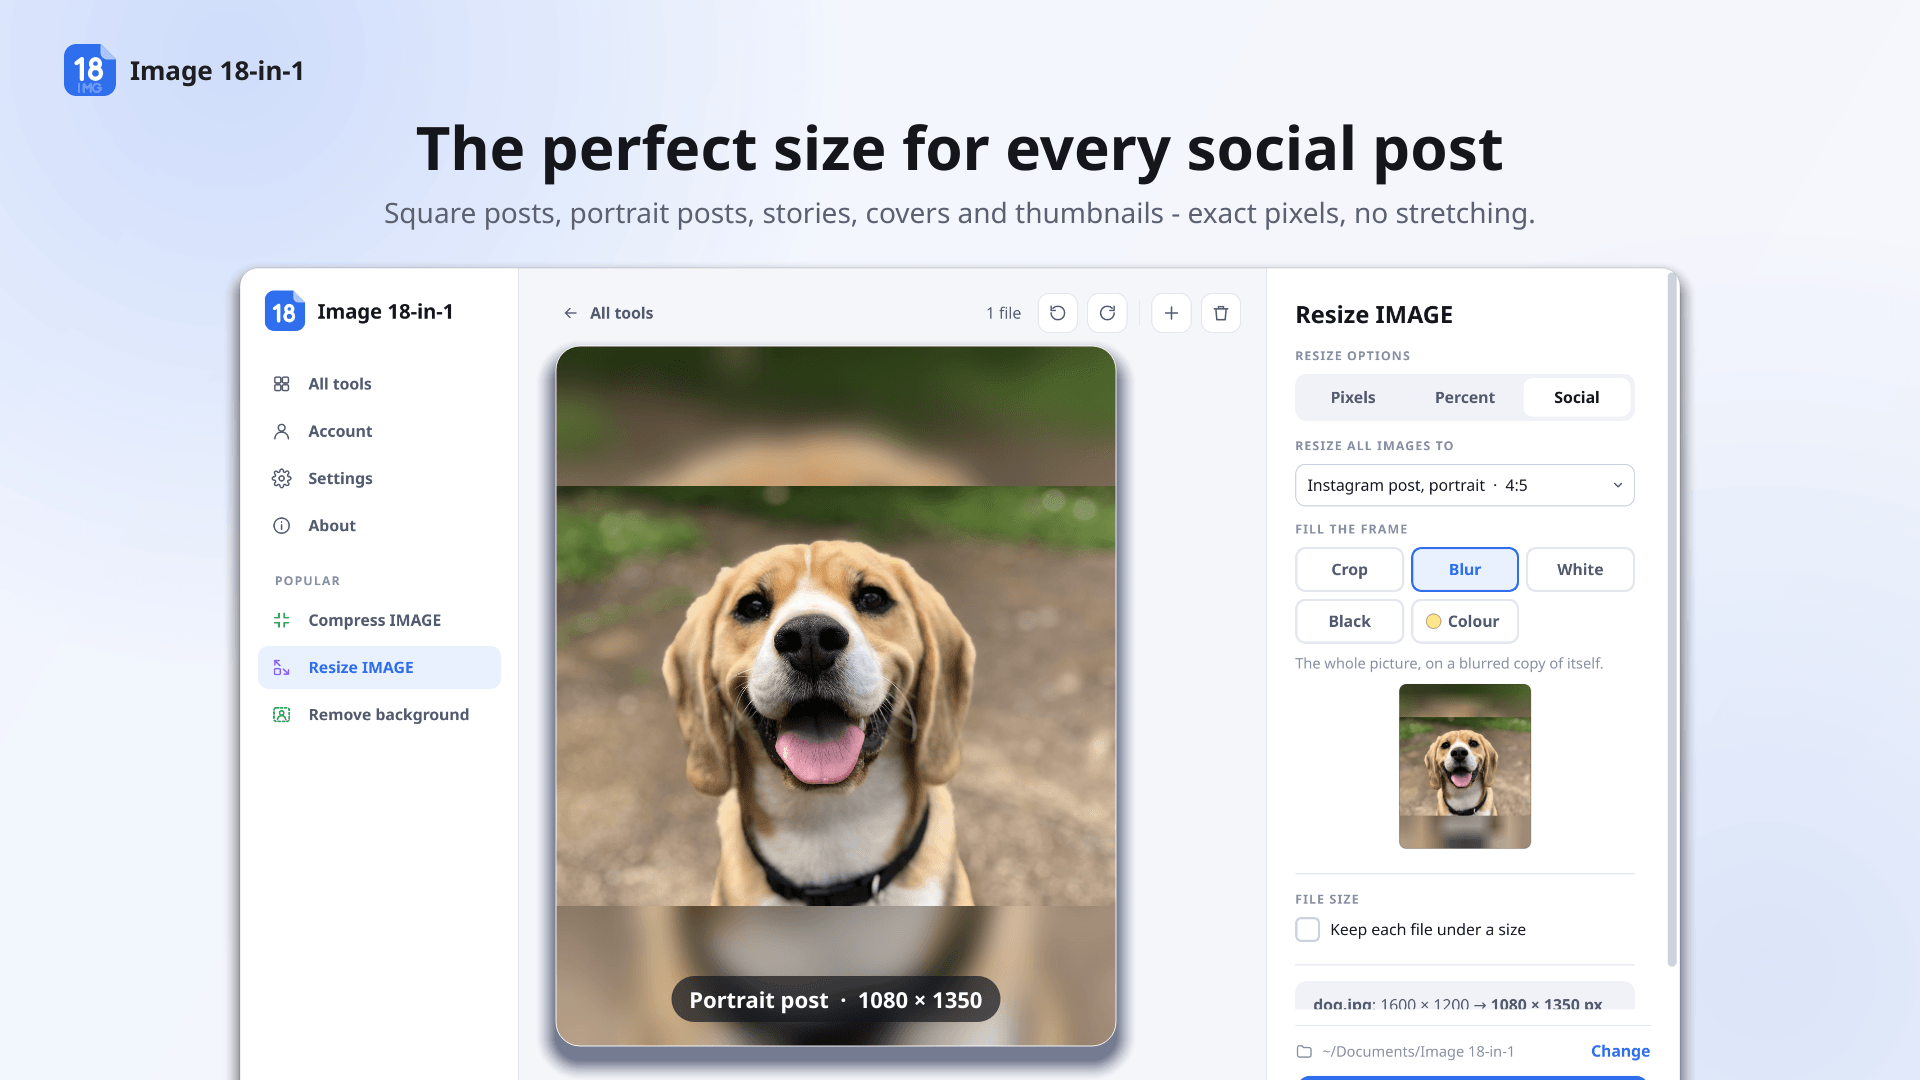 18
IMG
Image 18-in-1
The perfect size for every social post
Square posts, portrait posts, stories, covers and thumbnails - exact pixels, no stretching.
18
Image 18-in-1
All tools
Account
Settings
About
POPULAR
Compress IMAGE
Resize IMAGE
Remove background
All tools
1 file
Portrait post · 1080 × 1350
Resize IMAGE
RESIZE OPTIONS
Pixels Percent Social
RESIZE ALL IMAGES TO
Instagram post, portrait · 4:5
FILL THE FRAME
Crop Blur White
Black Colour
The whole picture, on a blurred copy of itself.
FILE SIZE
Keep each file under a size
dog.jpg: 1600 × 1200 → 1080 × 1350 px
~/Documents/Image 18-in-1 Change